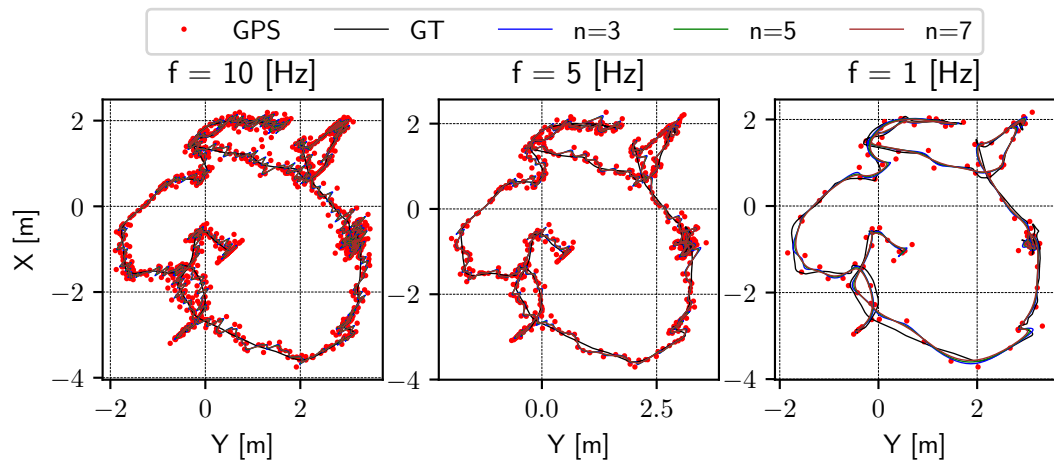 GPS GT n=3 n=5 n=7
f = 10 [Hz] f = 5 [Hz] f = 1 [Hz]
2 2 2
0 0 0
−2 −2 −2
−4 −4 −4
X [m]
−2 0 2 0.0 2.5 −2 0 2
Y [m] Y [m] Y [m]